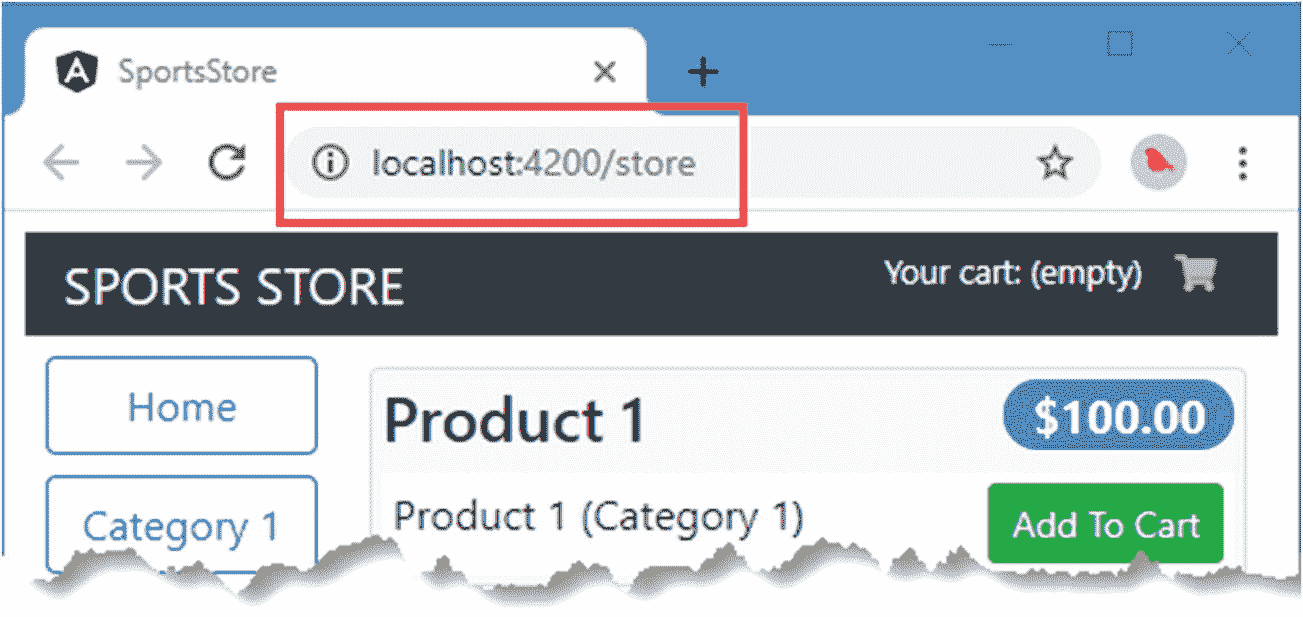 SportsStore
localhost:4200/store
SPORTS STORE
Your cart: (empty)
Home
Product 1
$100.00
Category 1
Product 1 (Category 1)
Add To Cart